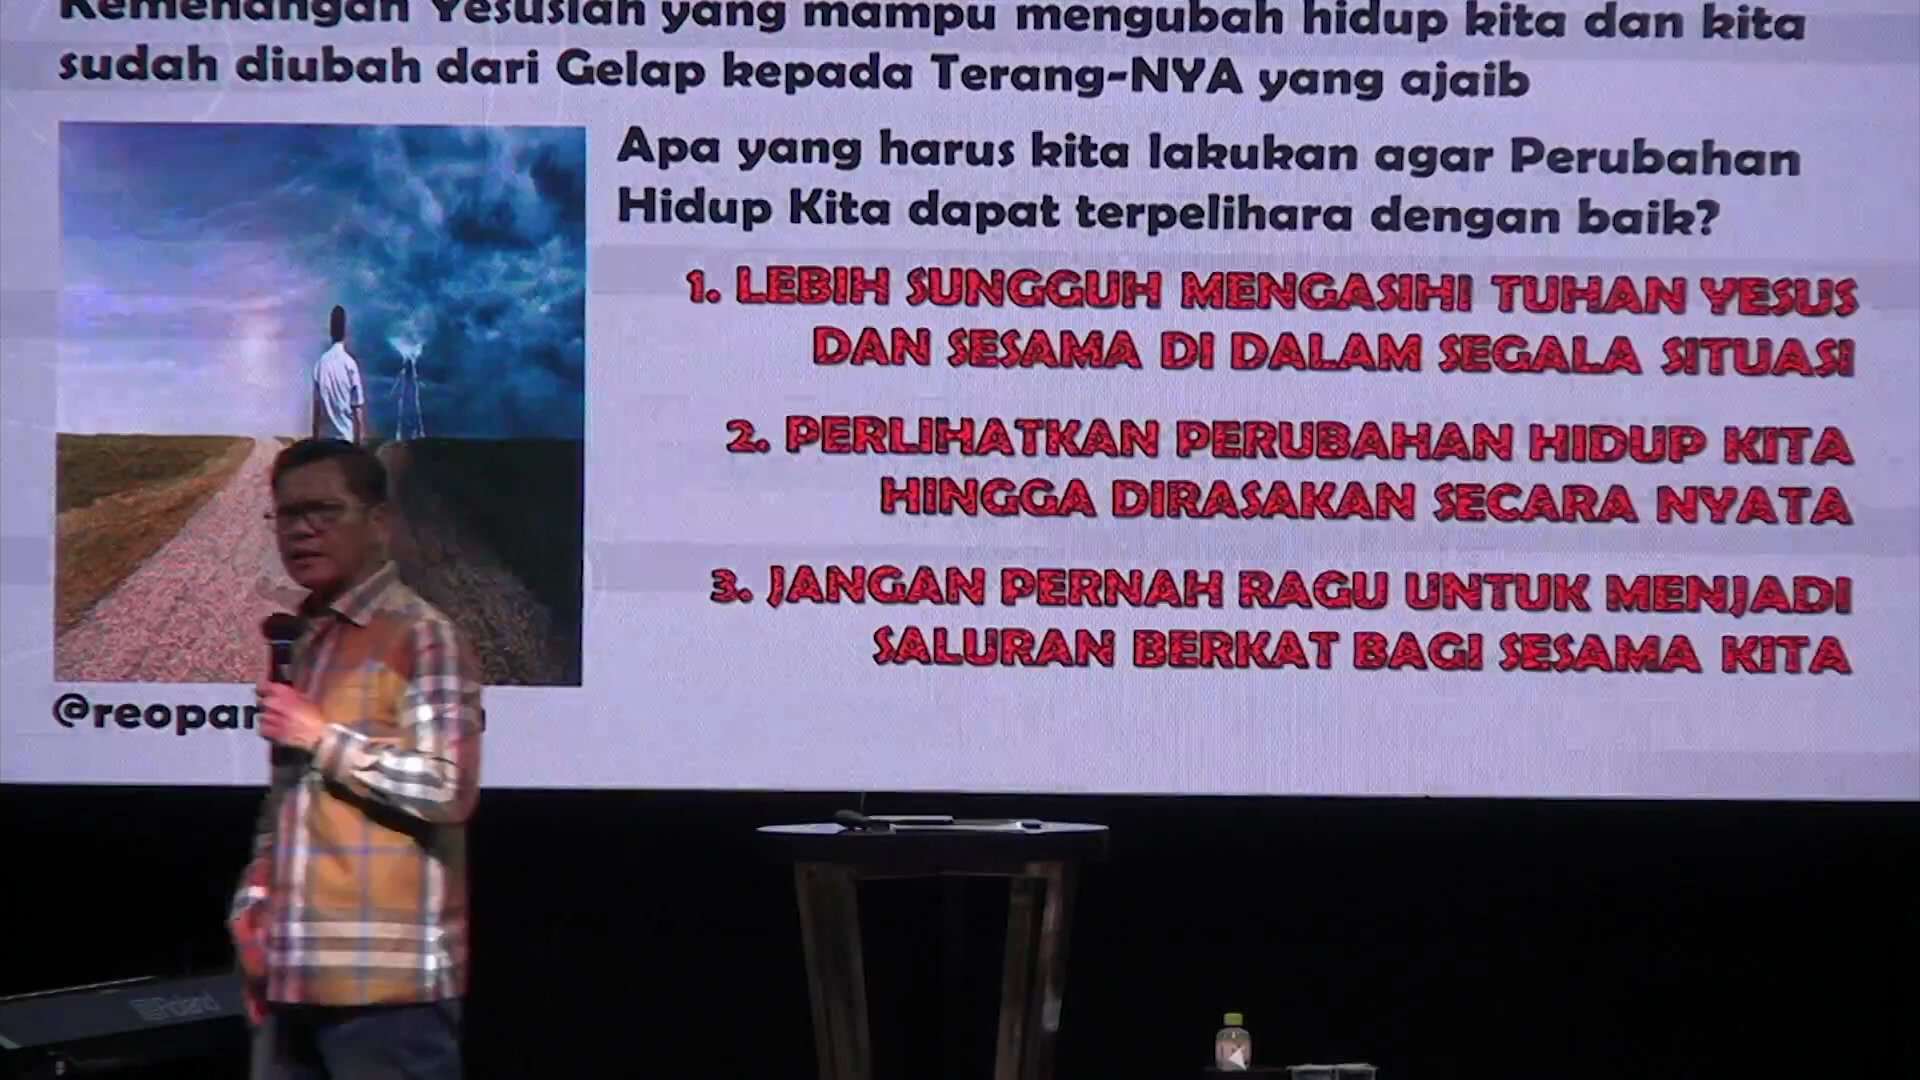 Kemenangan Yesuslah yang mampu mengubah hidup kita dan kita
sudah diubah dari Gelap kepada Terang-NYA yang ajaib
Apa yang harus kita lakukan agar Perubahan
Hidup Kita dapat terpelihara dengan baik?
1. LEBIH SUNGGUH MENGASIHI TUHAN YESUS
DAN SESAMA DI DALAM SEGALA SITUASI
2. PERLIHATKAN PERUBAHAN HIDUP KITA
HINGGA DIRASAKAN SECARA NYATA
3. JANGAN PERNAH RAGU UNTUK MENJADI
SALURAN BERKAT BAGI SESAMA KITA
Roland